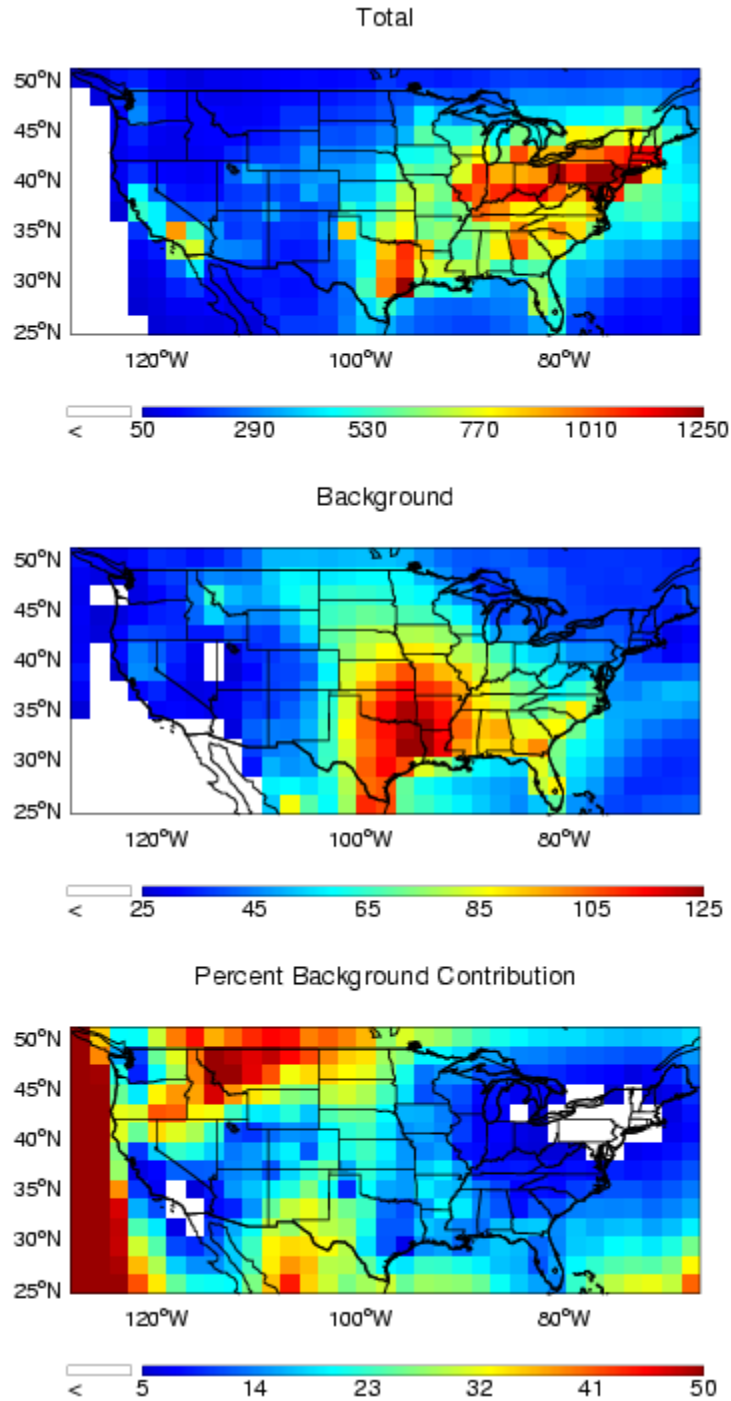 Total
50°N
45°N
40°N
35°N
30°N
25°N
120°W 100°W 80°W
< 50 290 530 770 1010 1250
Background
50°N
45°N
40°N
35°N
30°N
25°N
120°W 100°W 80°W
< 25 45 65 85 105 125
Percent Background Contribution
50°N
45°N
40°N
35°N
30°N
25°N
120°W 100°W 80°W
< 5 14 23 32 41 50